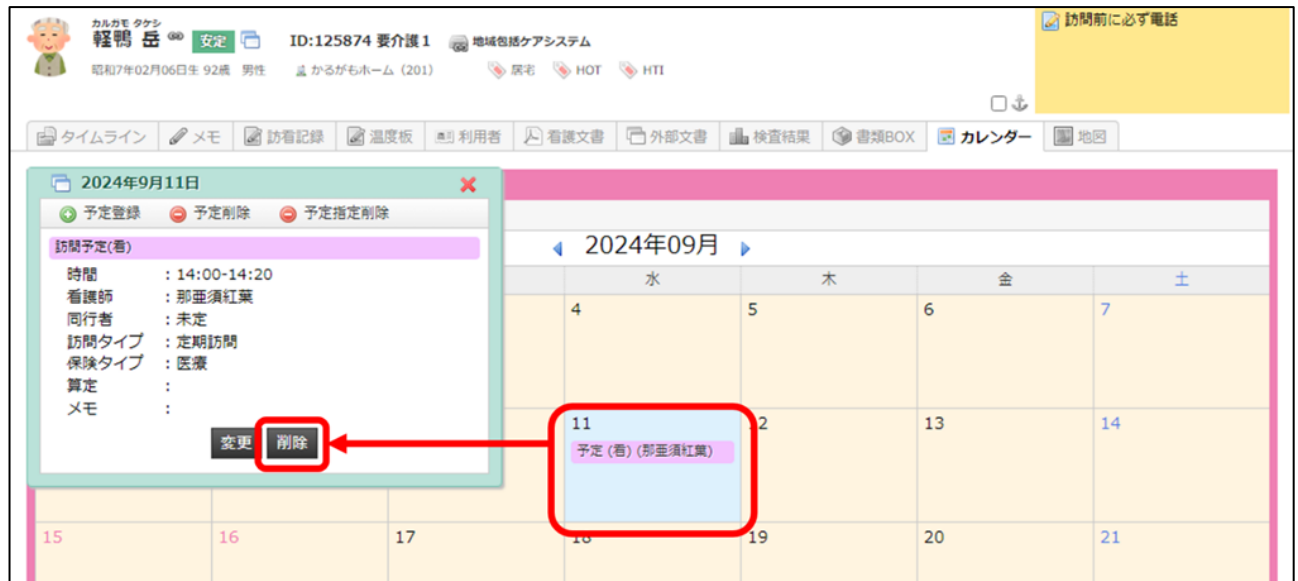 カルガモ タケシ
軽鴨 岳 安定 ID:125874 要介護1 地域包括ケアシステム
昭和7年02月06日生 92歳 男性 かるがもホーム (201) 居宅 HOT HTI
訪問前に必ず電話
タイムライン メモ 訪看記録 温度板 利用者 看護文書 外部文書 検査結果 書類BOX カレンダー 地図
2024年9月11日
予定登録 予定削除 予定指定削除
訪問予定(看)
時間 : 14:00-14:20
看護師 : 那亜須紅葉
同行者 : 未定
訪問タイプ : 定期訪問
保険タイプ : 医療
算定 :
メモ :
変更 削除
2024年09月
水 木 金 土
4 5 6 7
11 12 13 14
予定 (看) (那亜須紅葉)
15 16 17 18 19 20 21